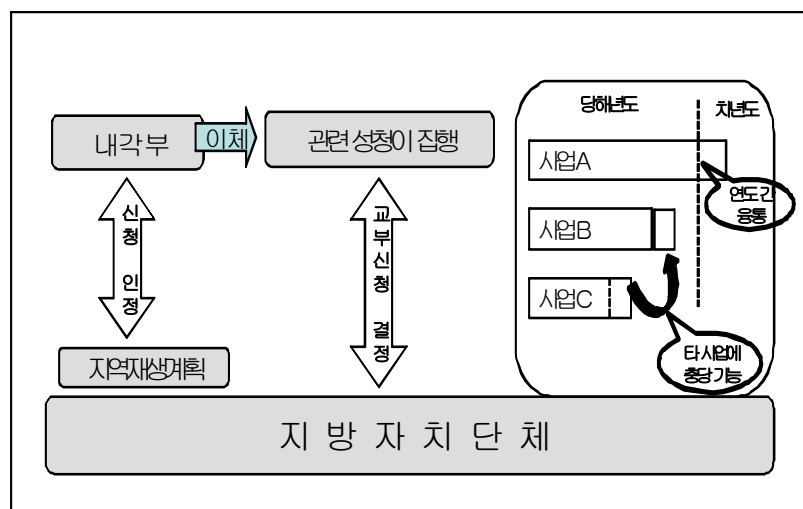 당해년도
차년도
내각부
이체
관련 성청이 집행
사업A
연도 간
융통
신청 인정
교부신청 결정
사업B
사업C
지역재생계획
타 사업에
충당 가능
지 방 자 치 단 체